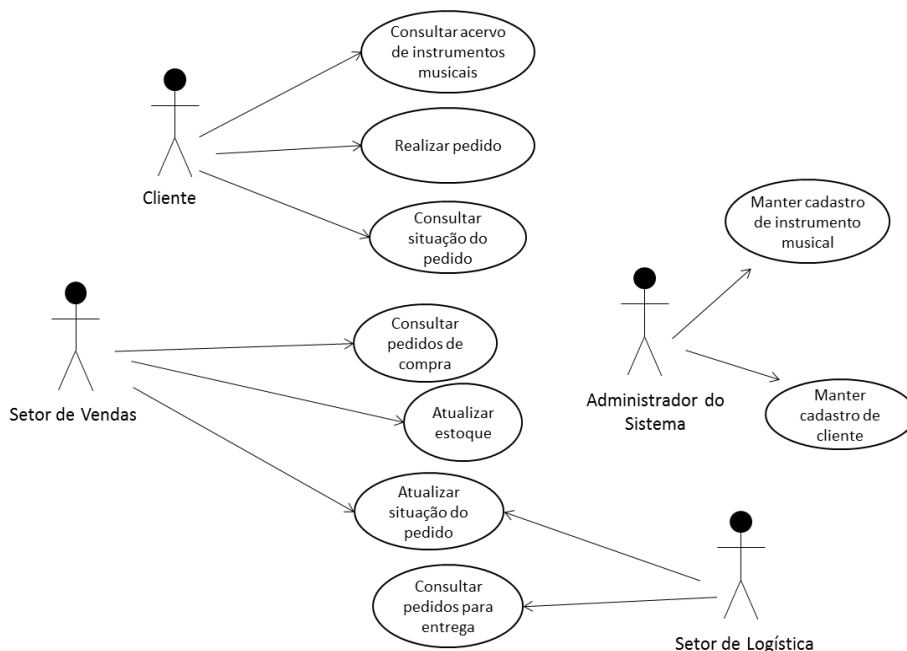 Consultar acervo
de instrumentos
musicais
Realizar pedido
Cliente
Consultar
situação do
pedido
Manter cadastro
de instrumento
musical
Consultar
pedidos de
compra
Setor de Vendas
Atualizar
estoque
Administrador do
Sistema
Manter
cadastro de
cliente
Atualizar
situação do
pedido
Consultar
pedidos para
entrega
Setor de Logística